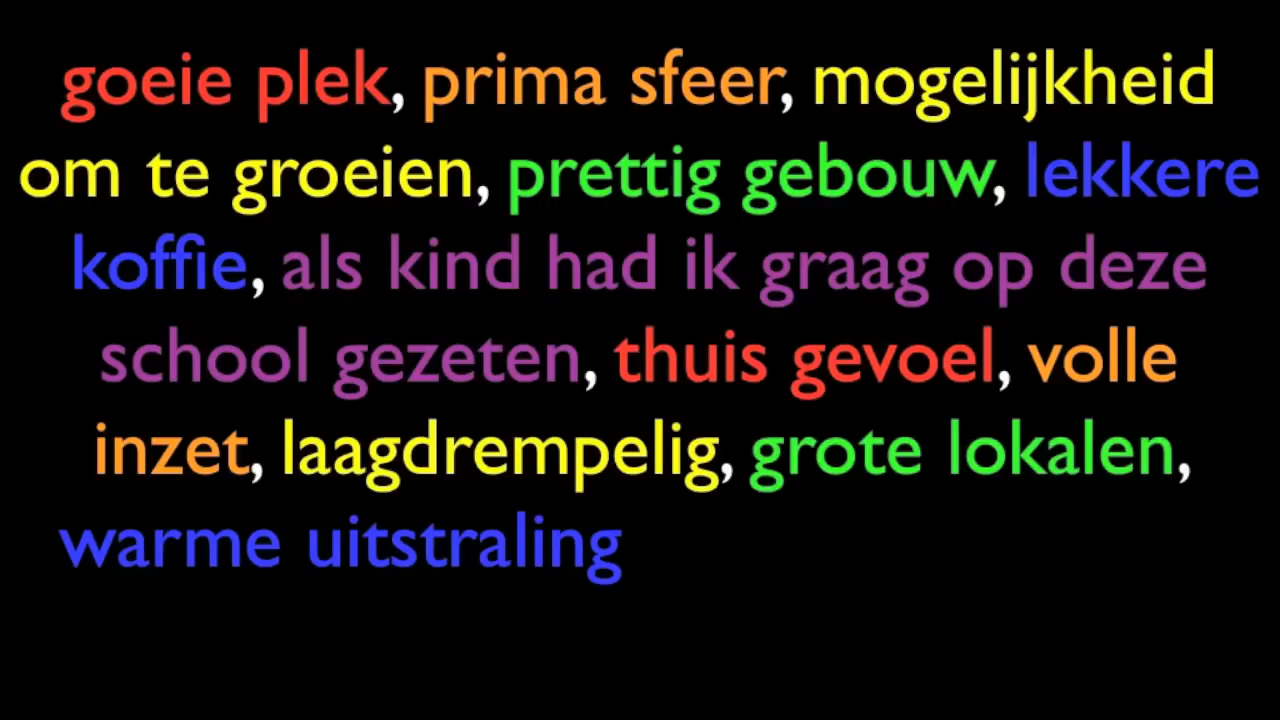 goeie plek, prima sfeer, mogelijkheid
om te groeien, prettig gebouw, lekkere
koffie, als kind had ik graag op deze
school gezeten, thuis gevoel, volle
inzet, laagdrempelig, grote lokalen,
warme uitstraling